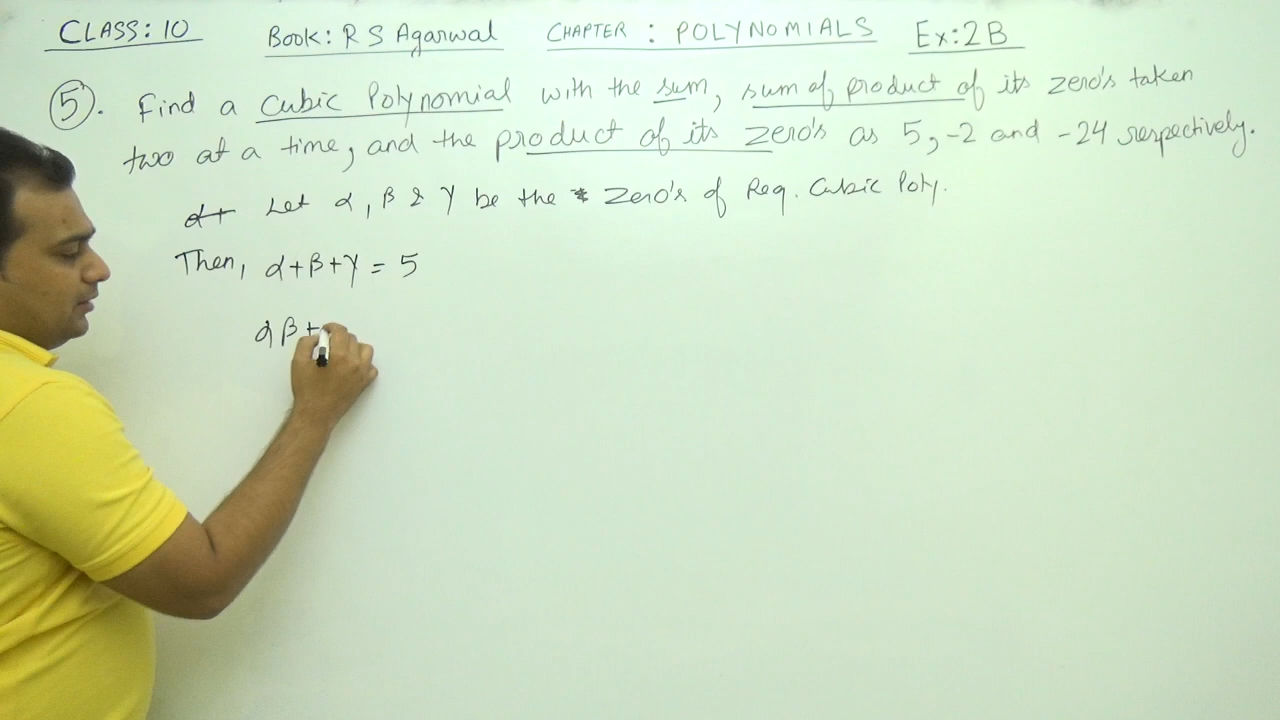 CLASS: 10 Book: R S Agarwal CHAPTER : POLYNOMIALS Ex: 2B
5. Find a Cubic Polynomial with the sum, sum of product of its zero's taken
two at a time, and the product of its zero's as 5, -2 and -24 respectively.
α+ Let α, β & γ be the zero's of Req. Cubic Poly.
Then, α+β+γ = 5
αβ+